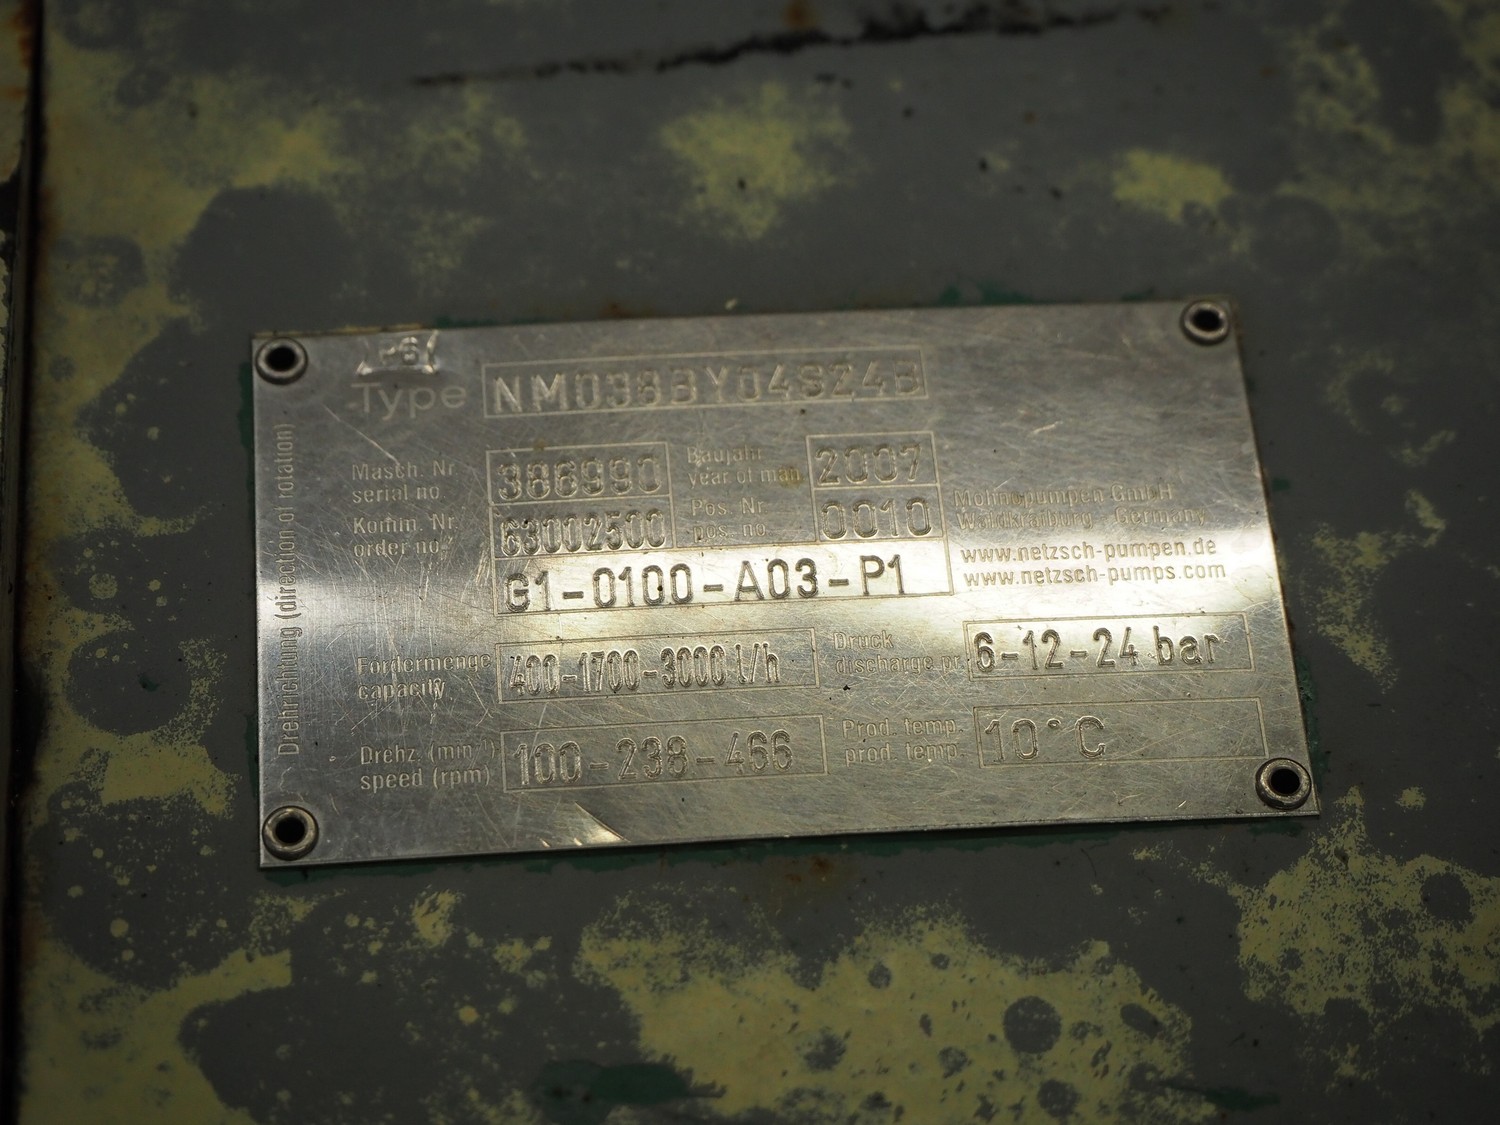 -6
Type NM038BY04S24B
Masch. Nr. serial no. 386990 Baujahr year of man. 2007
Komm. Nr. order no. 63002500 Pos. Nr. pos. no. 0010
G1-0100-A03-P1
Mohnopumpen GmbH
Waldkraiburg - Germany
www.netzsch-pumpen.de
www.netzsch-pumps.com
Fördermenge capacity 400-1700-3000 l/h Druck discharge pr. 6-12-24 bar
Drehz. (min⁻¹) speed (rpm) 100-238-466 Prod. temp. prod. temp. 10°C
Drehrichtung (direction of rotation)